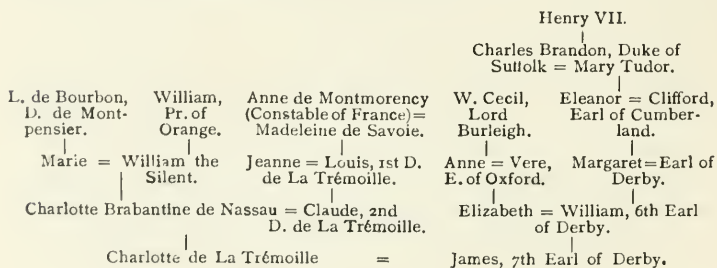 Henry VII.
Charles Brandon, Duke of
Suffolk = Mary Tudor.
L. de Bourbon, William, Anne de Montmorency W. Cecil, Eleanor = Clifford,
D. de Mont- Pr. of (Constable of France)= Lord Earl of Cumber-
pensier. Orange. Madeleine de Savoie. Burleigh. land.
Marie = William the Jeanne = Louis, 1st D. Anne = Vere, Margaret=Earl of
Silent. de La Trémoille. E. of Oxford. Derby.
Charlotte Brabantine de Nassau = Claude, 2nd Elizabeth = William, 6th Earl
D. de La Trémoille. of Derby.
Charlotte de La Trémoille = James, 7th Earl of Derby.